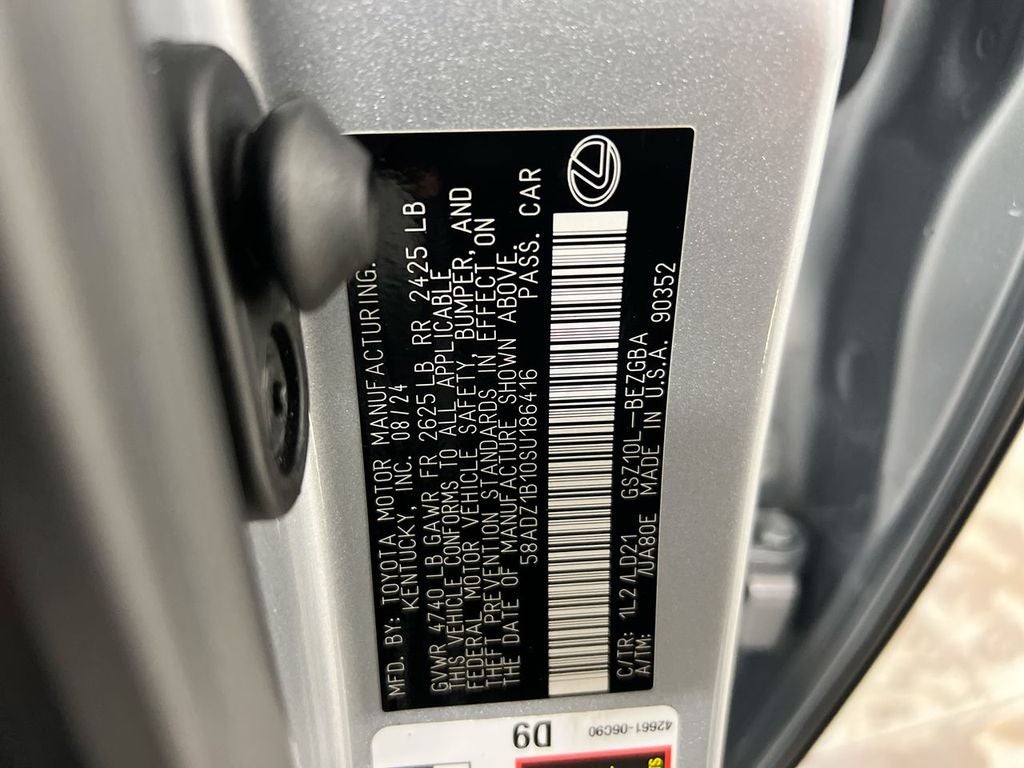 MFD. BY: TOYOTA MOTOR MANUFACTURING.
KENTUCKY, INC. 08/24
GVWR 4740 LB GAWR FR 2625 LB RR 2425 LB
THIS VEHICLE CONFORMS TO ALL APPLICABLE
FEDERAL MOTOR VEHICLE SAFETY, BUMPER, AND
THEFT PREVENTION STANDARDS IN EFFECT ON
THE DATE OF MANUFACTURE SHOWN ABOVE.
58ADZ1B10SU186416 PASS. CAR
C/TR: 1L2 /LD21 GSZ10L-BEZGBA
A/TM: /UA80E MADE IN U.S.A. 90352
42661-06C90
D9